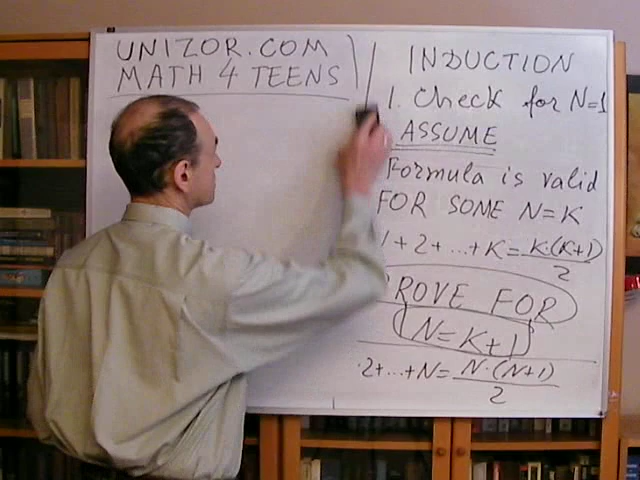 UNIZOR.COM
MATH 4 TEENS
INDUCTION
1. Check for N=1
ASSUME
Formula is valid
FOR SOME N=K
1+2+...+K=K·(K+1)/2
PROVE FOR
(N=K+1)
·2+...+N=N·(N+1)/2